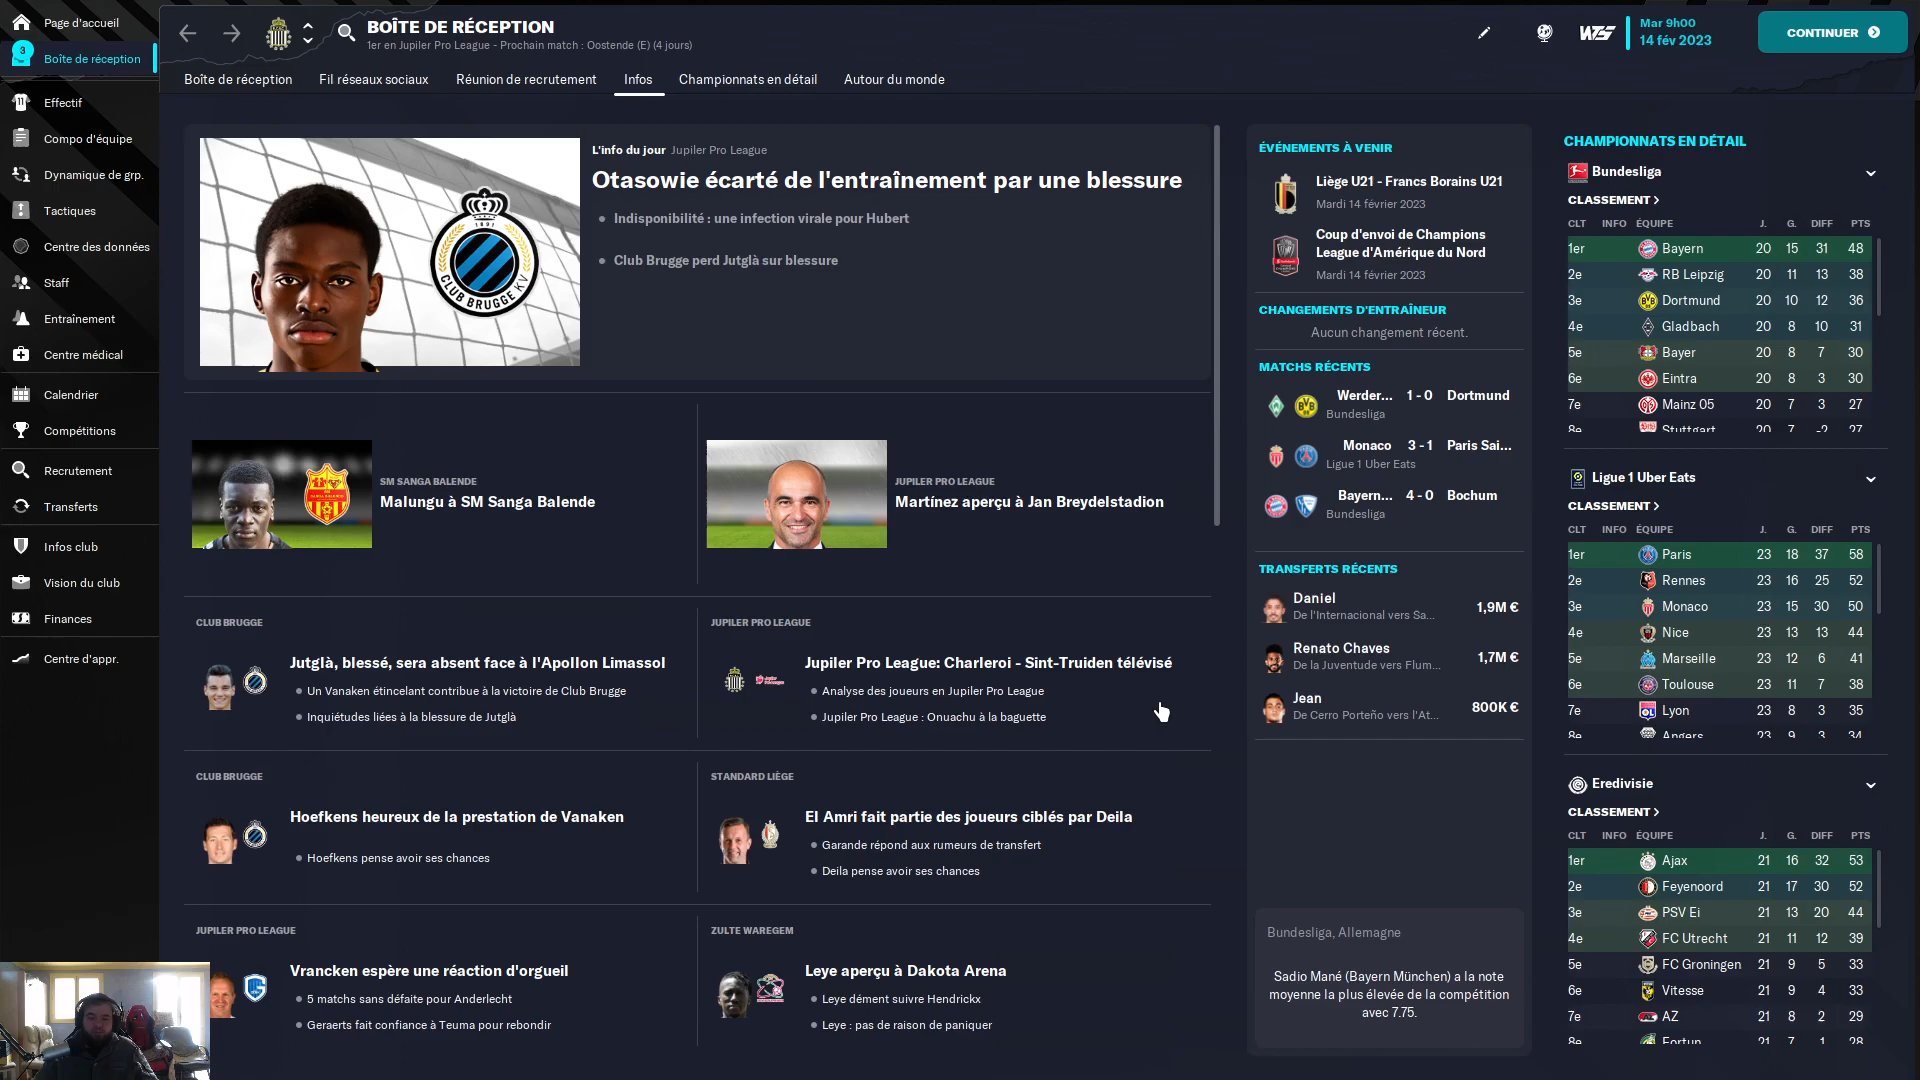 Page d'accueil
3
Boîte de réception
Effectif
Compo d'équipe
Dynamique de grp.
Tactiques
Centre des données
Staff
Entraînement
Centre médical
Calendrier
Compétitions
Recrutement
Transferts
Infos club
Vision du club
Finances
Centre d'appr.
BOÎTE DE RÉCEPTION
1er en Jupiler Pro League - Prochain match : Oostende (E) (4 jours)
Mar 9h00
14 fév 2023
CONTINUER
Boîte de réception Fil réseaux sociaux Réunion de recrutement Infos Championnats en détail Autour du monde
CLUB BRUGGE KV
1891
L'info du jour Jupiler Pro League
Otasowie écarté de l'entraînement par une blessure
Indisponibilité : une infection virale pour Hubert
Club Brugge perd Jutglà sur blessure
SM SANGA BALENDE
Malungu à SM Sanga Balende
JUPILER PRO LEAGUE
Martínez aperçu à Jan Breydelstadion
CLUB BRUGGE
Jutglà, blessé, sera absent face à l'Apollon Limassol
Un Vanaken étincelant contribue à la victoire de Club Brugge
Inquiétudes liées à la blessure de Jutglà
JUPILER PRO LEAGUE
Jupiler Pro League: Charleroi - Sint-Truiden télévisé
Analyse des joueurs en Jupiler Pro League
Jupiler Pro League : Onuachu à la baguette
CLUB BRUGGE
Hoefkens heureux de la prestation de Vanaken
Hoefkens pense avoir ses chances
STANDARD LIÈGE
El Amri fait partie des joueurs ciblés par Deila
Garande répond aux rumeurs de transfert
Deila pense avoir ses chances
JUPILER PRO LEAGUE
Vrancken espère une réaction d'orgueil
5 matchs sans défaite pour Anderlecht
Geraerts fait confiance à Teuma pour rebondir
ZULTE WAREGEM
Leye aperçu à Dakota Arena
Leye dément suivre Hendrickx
Leye : pas de raison de paniquer
ÉVÉNEMENTS À VENIR
Liège U21 - Francs Borains U21
Mardi 14 février 2023
Coup d'envoi de Champions
League d'Amérique du Nord
Mardi 14 février 2023
CHANGEMENTS D'ENTRAÎNEUR
Aucun changement récent.
MATCHS RÉCENTS
Werder... 1 - 0 Dortmund
Bundesliga
Monaco 3 - 1 Paris Sai...
Ligue 1 Uber Eats
Bayern... 4 - 0 Bochum
Bundesliga
TRANSFERTS RÉCENTS
Daniel
De l'Internacional vers Sa...
1,9M €
Renato Chaves
De la Juventude vers Flum...
1,7M €
Jean
De Cerro Porteño vers l'At...
800K €
Bundesliga, Allemagne
Sadio Mané (Bayern München) a la note
moyenne la plus élevée de la compétition
avec 7.75.
CHAMPIONNATS EN DÉTAIL
Bundesliga
CLASSEMENT
CLT INFO ÉQUIPE J. G. DIFF PTS
1er Bayern 20 15 31 48
2e RB Leipzig 20 11 13 38
3e Dortmund 20 10 12 36
4e Gladbach 20 8 10 31
5e Bayer 20 8 7 30
6e Eintra 20 8 3 30
7e Mainz 05 20 7 3 27
8e Stuttgart 20 7 -2 27
Ligue 1 Uber Eats
CLASSEMENT
CLT INFO ÉQUIPE J. G. DIFF PTS
1er Paris 23 18 37 58
2e Rennes 23 16 25 52
3e Monaco 23 15 30 50
4e Nice 23 13 13 44
5e Marseille 23 12 6 41
6e Toulouse 23 11 7 38
7e Lyon 23 8 3 35
8e Angers 23 9 3 34
Eredivisie
CLASSEMENT
CLT INFO ÉQUIPE J. G. DIFF PTS
1er Ajax 21 16 32 53
2e Feyenoord 21 17 30 52
3e PSV Ei 21 13 20 44
4e FC Utrecht 21 11 12 39
5e FC Groningen 21 9 5 33
6e Vitesse 21 9 4 33
7e AZ 21 8 2 29
8e Fortun 21 7 1 28